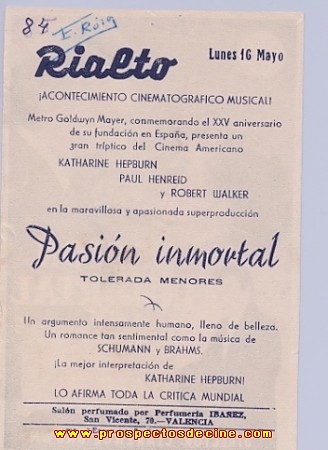 84
E. Roig
Rialto
Lunes 16 Mayo
¡ACONTECIMIENTO CINEMATOGRAFICO MUSICAL!
Metro Goldwyn Mayer, conmemorando el XXV aniversario
de su fundación en España, presenta un
gran tríptico del Cinema Americano
KATHARINE HEPBURN
PAUL HENREID
y ROBERT WALKER
en la maravillosa y apasionada superproducción
Pasión inmortal
TOLERADA MENORES
Un argumento intensamente humano, lleno de belleza.
Un romance tan sentimental como la música de
SCHUMANN y BRAHMS.
¡La mejor interpretación de
KATHARINE HEPBURN!
LO AFIRMA TODA LA CRITICA MUNDIAL
Salón perfumado por Perfumería IBAÑEZ,
San Vicente, 70.—VALENCIA
www.prospectosdecine.com